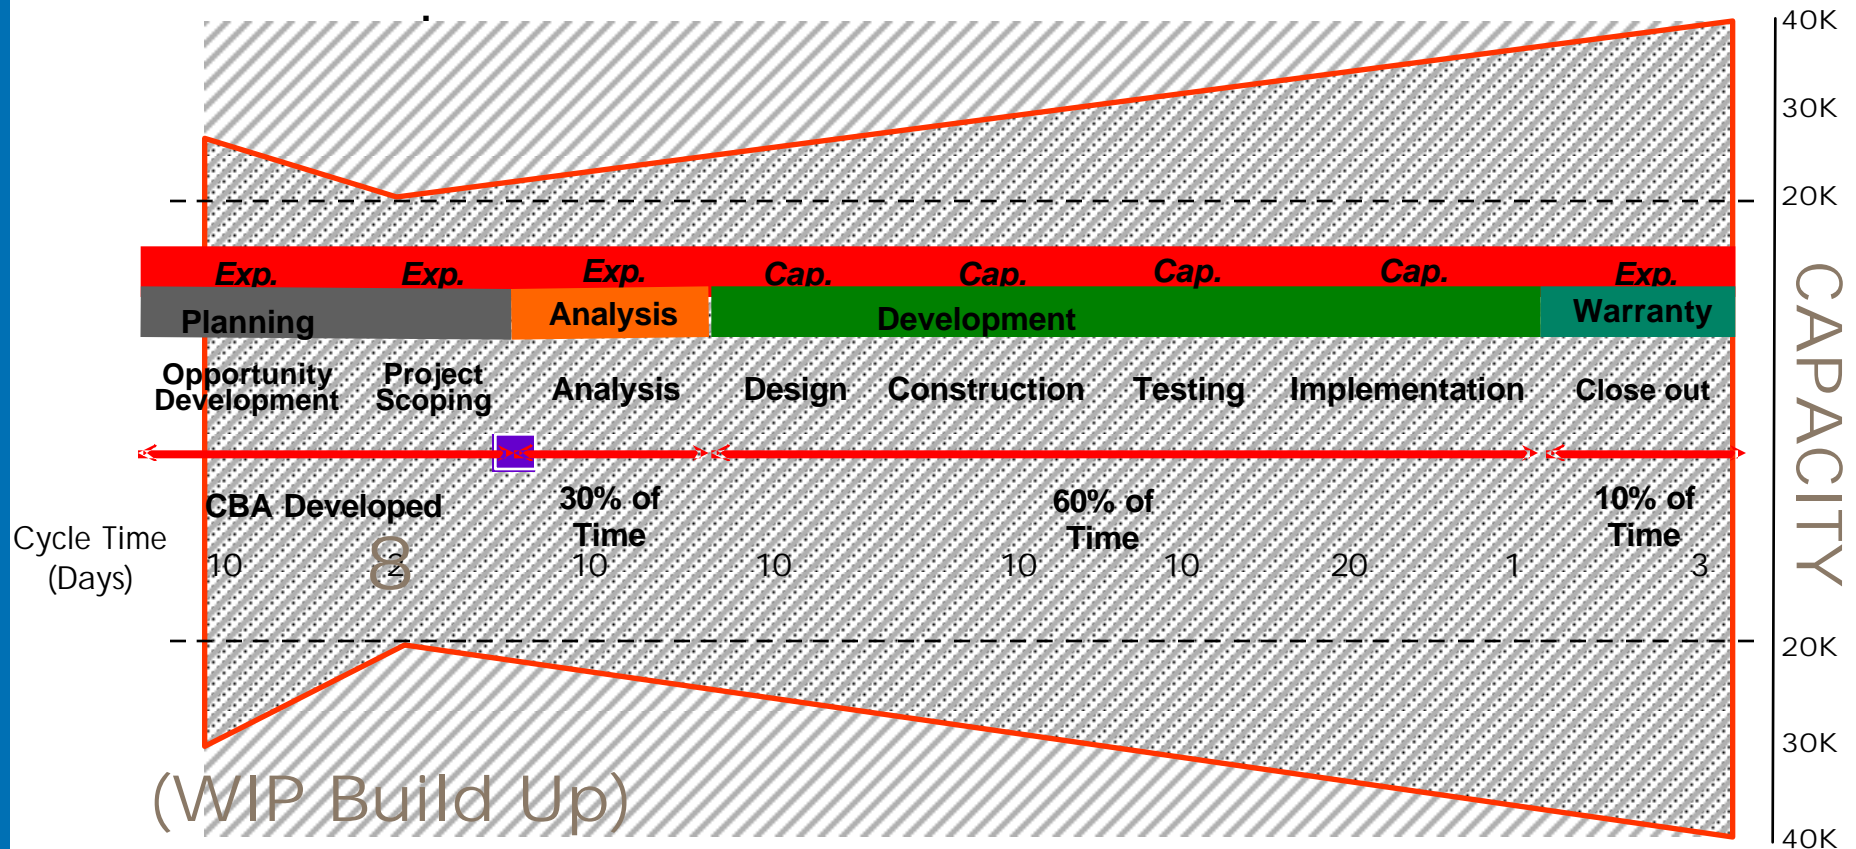 40K
30K
20K
Exp. Exp. Exp. Cap. Cap. Cap. Cap. Exp.
Planning Analysis Development Warranty
Opportunity Development Project Scoping Analysis Design Construction Testing Implementation Close out
CBA Developed 30% of Time 60% of Time 10% of Time
Cycle Time
(Days)
10 2 10 10 10 10 20 1 3
8
20K
30K
40K
(WIP Build Up)
CAPACITY